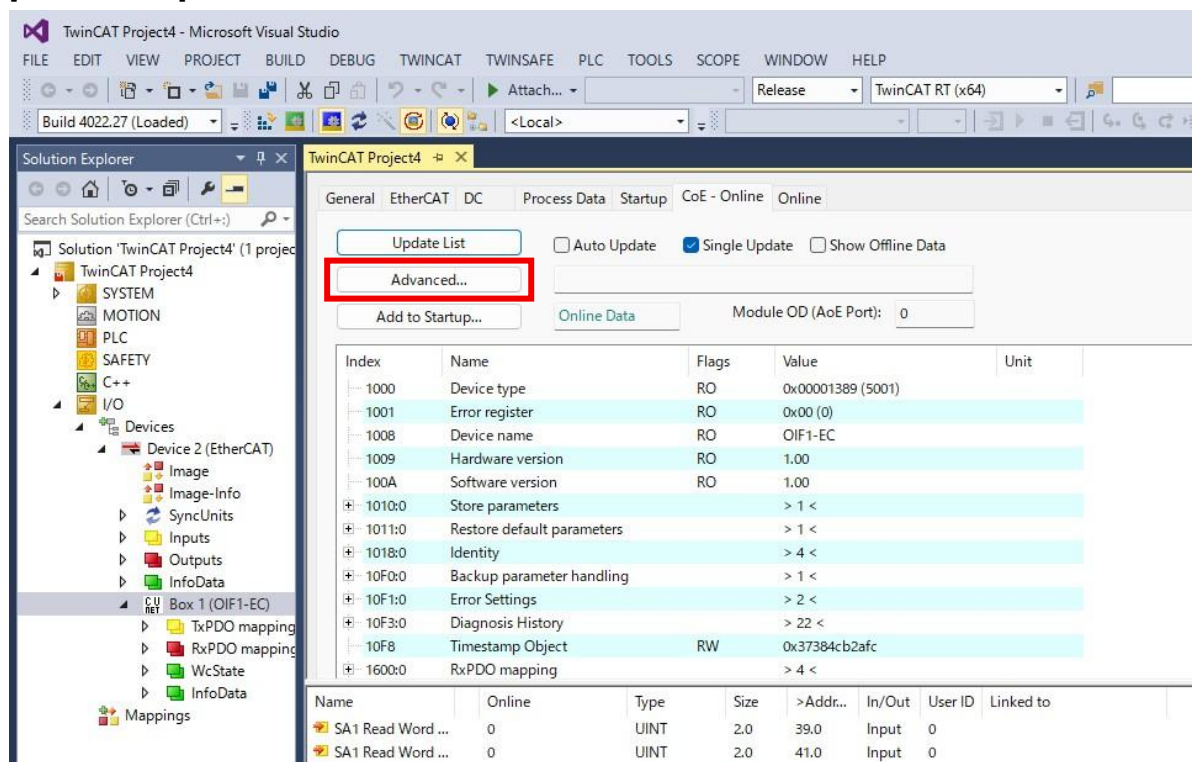 TwinCAT Project4 - Microsoft Visual Studio
FILE EDIT VIEW PROJECT BUILD DEBUG TWINCAT TWINSAFE PLC TOOLS SCOPE WINDOW HELP
Attach... Release TwinCAT RT (x64)
Build 4022.27 (Loaded) <Local>
Solution Explorer
Search Solution Explorer (Ctrl+:)
Solution 'TwinCAT Project4' (1 projec
TwinCAT Project4
SYSTEM
MOTION
PLC
SAFETY
C++
I/O
Devices
Device 2 (EtherCAT)
Image
Image-Info
SyncUnits
Inputs
Outputs
InfoData
CU NET Box 1 (OIF1-EC)
TxPDO mapping
RxPDO mapping
WcState
InfoData
Mappings
TwinCAT Project4
General EtherCAT DC Process Data Startup CoE - Online Online
Update List Auto Update Single Update Show Offline Data
Advanced...
Add to Startup... Online Data Module OD (AoE Port): 0
Index Name Flags Value Unit
1000 Device type RO 0x00001389 (5001)
1001 Error register RO 0x00 (0)
1008 Device name RO OIF1-EC
1009 Hardware version RO 1.00
100A Software version RO 1.00
1010:0 Store parameters > 1 <
1011:0 Restore default parameters > 1 <
1018:0 Identity > 4 <
10F0:0 Backup parameter handling > 1 <
10F1:0 Error Settings > 2 <
10F3:0 Diagnosis History > 22 <
10F8 Timestamp Object RW 0x37384cb2afc
1600:0 RxPDO mapping > 4 <
Name Online Type Size >Addr... In/Out User ID Linked to
SA1 Read Word ... 0 UINT 2.0 39.0 Input 0
SA1 Read Word ... 0 UINT 2.0 41.0 Input 0